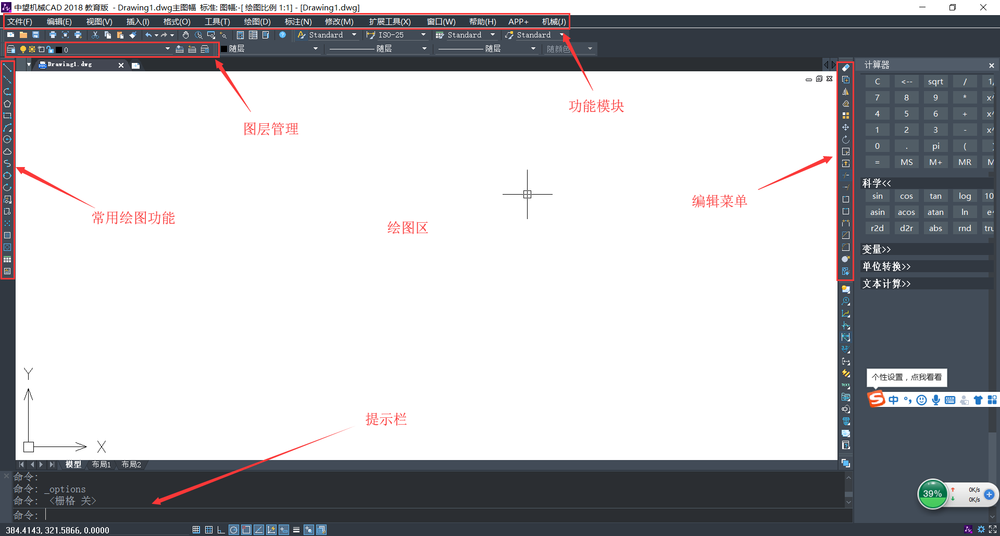 中望机械CAD 2018 教育版  - Drawing1.dwg主图幅  标准: 图幅:-[ 绘图比例 1:1] - [Drawing1.dwg]
文件(F) 编辑(E) 视图(V) 插入(I) 格式(O) 工具(T) 绘图(D) 标注(N) 修改(M) 扩展工具(X) 窗口(W) 帮助(H) APP+ 机械(J)
Standard ISO-25 Standard Standard
0 随层 随层 随层 随颜色
Drawing1.dwg
计算器
C <-- sqrt /
7 8 9 *
4 5 6 +
1 2 3 -
0 . pi (
= MS M+ MR
科学<<
sin cos tan log 10
asin acos atan ln
r2d d2r abs rnd
变量>>
单位转换>>
文本计算>>
功能模块
图层管理
编辑菜单
常用绘图功能
绘图区
提示栏
Y
X
TEXT
个性设置，点我看看
S 中
模型 布局1 布局2
命令:
命令: _options
命令: <栅格 关>
命令:
39% 0K/s
0K/s
384.4143, 321.5866, 0.0000